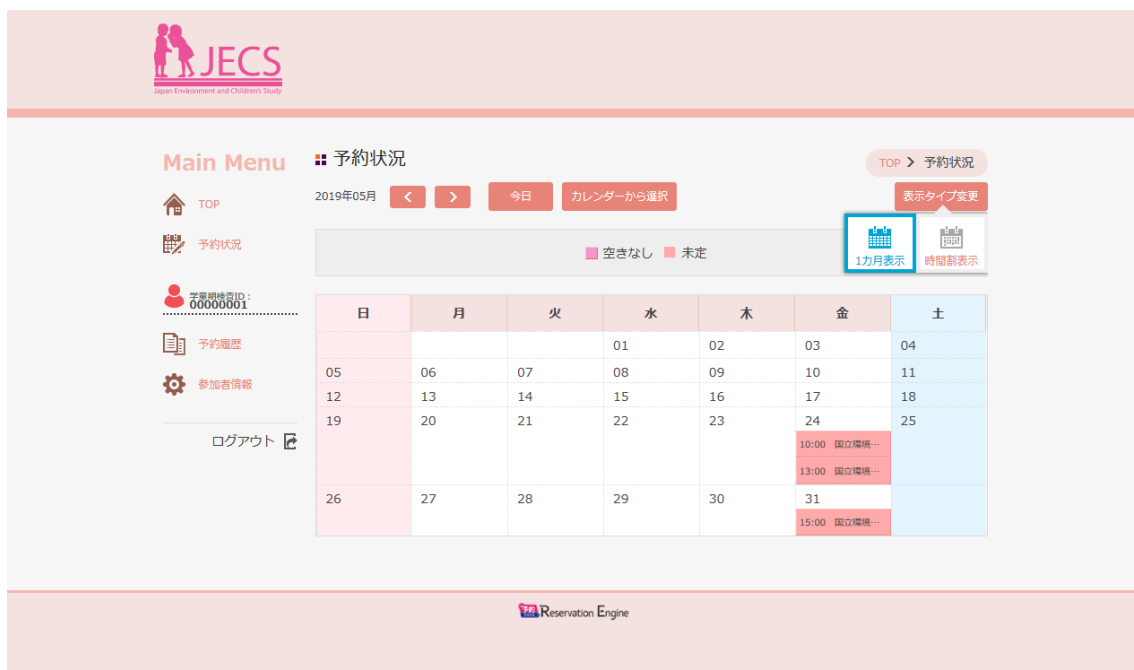 JECS
Japan Environment and Children's Study
Main Menu
TOP
予約状況
学童期検査ID：
00000001
予約履歴
参加者情報
ログアウト
予約状況
TOP > 予約状況
2019年05月 < > 今日 カレンダーから選択 表示タイプ変更
空きなし 未定
1カ月表示 時間割表示
日 月 火 水 木 金 土
01 02 03 04
05 06 07 08 09 10 11
12 13 14 15 16 17 18
19 20 21 22 23 24 25
10:00 国立環境…
13:00 国立環境…
26 27 28 29 30 31
15:00 国立環境…
予約
Reservation Engine